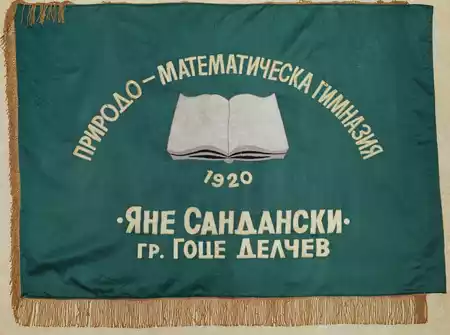 ПРИРОДО-МАТЕМАТИЧЕСКА ГИМНАЗИЯ
1920
·ЯНЕ САНДАНСКИ·
ГР. ГОЦЕ ДЕЛЧЕВ